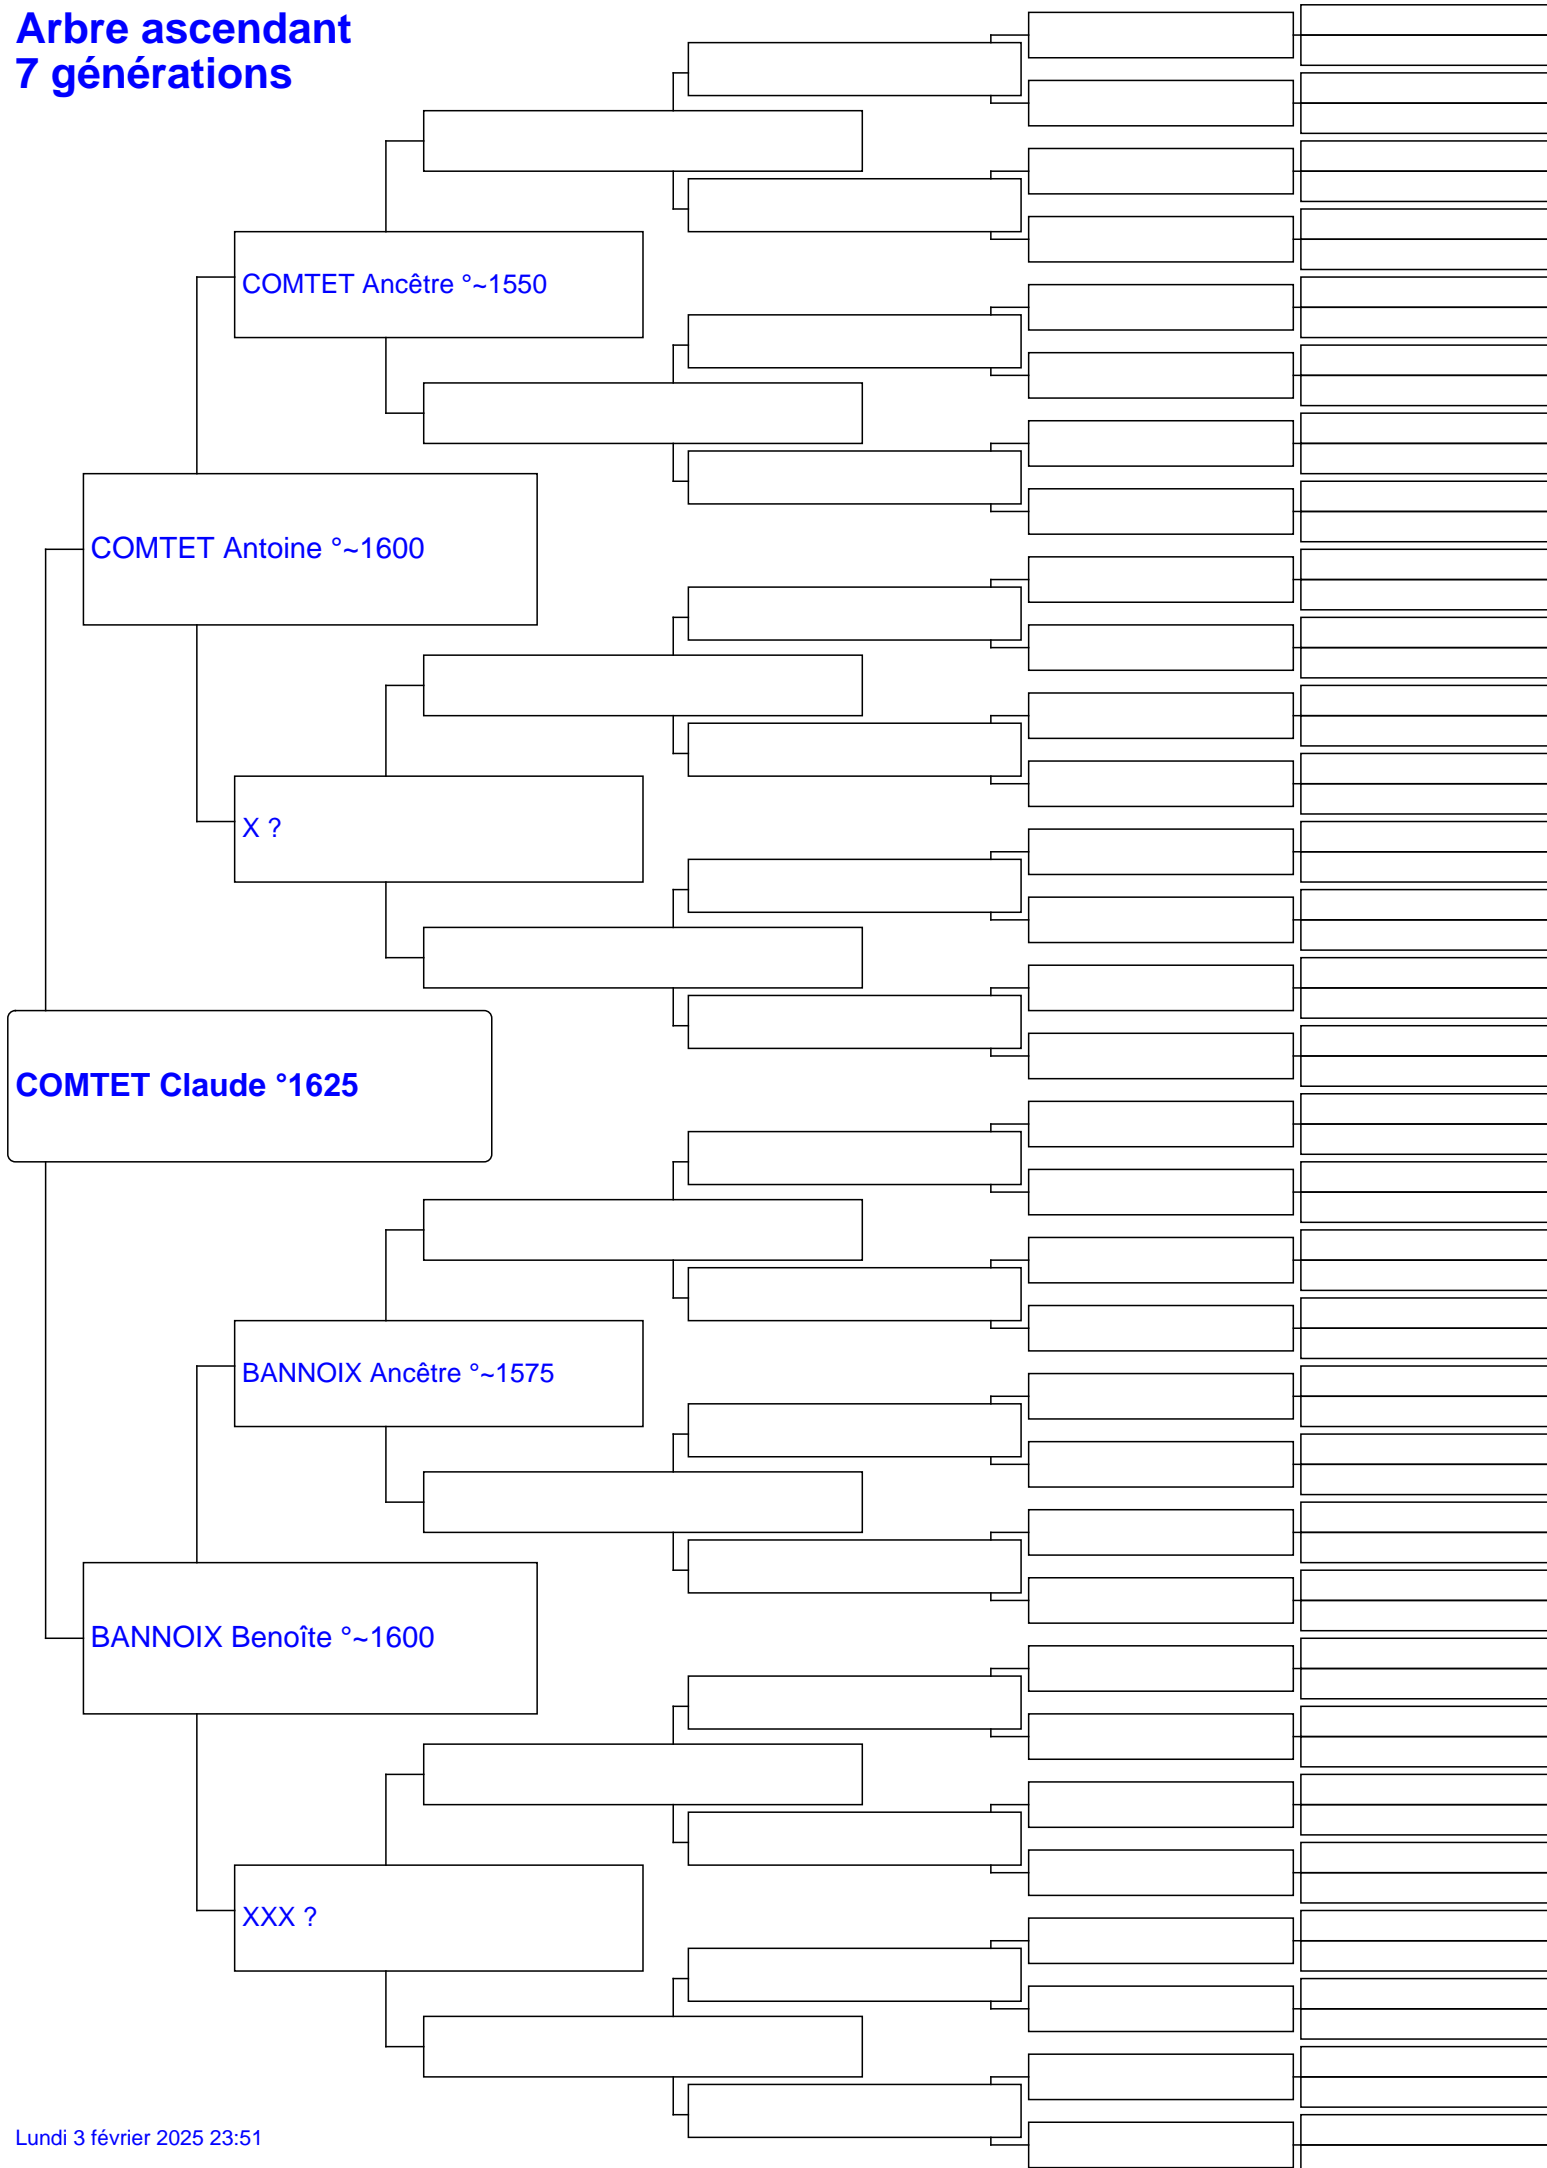 Arbre ascendant
7 générations
COMTET Ancêtre °~1550
COMTET Antoine °~1600
X ?
COMTET Claude °1625
BANNOIX Ancêtre °~1575
BANNOIX Benoîte °~1600
XXX ?
Lundi 3 février 2025 23:51